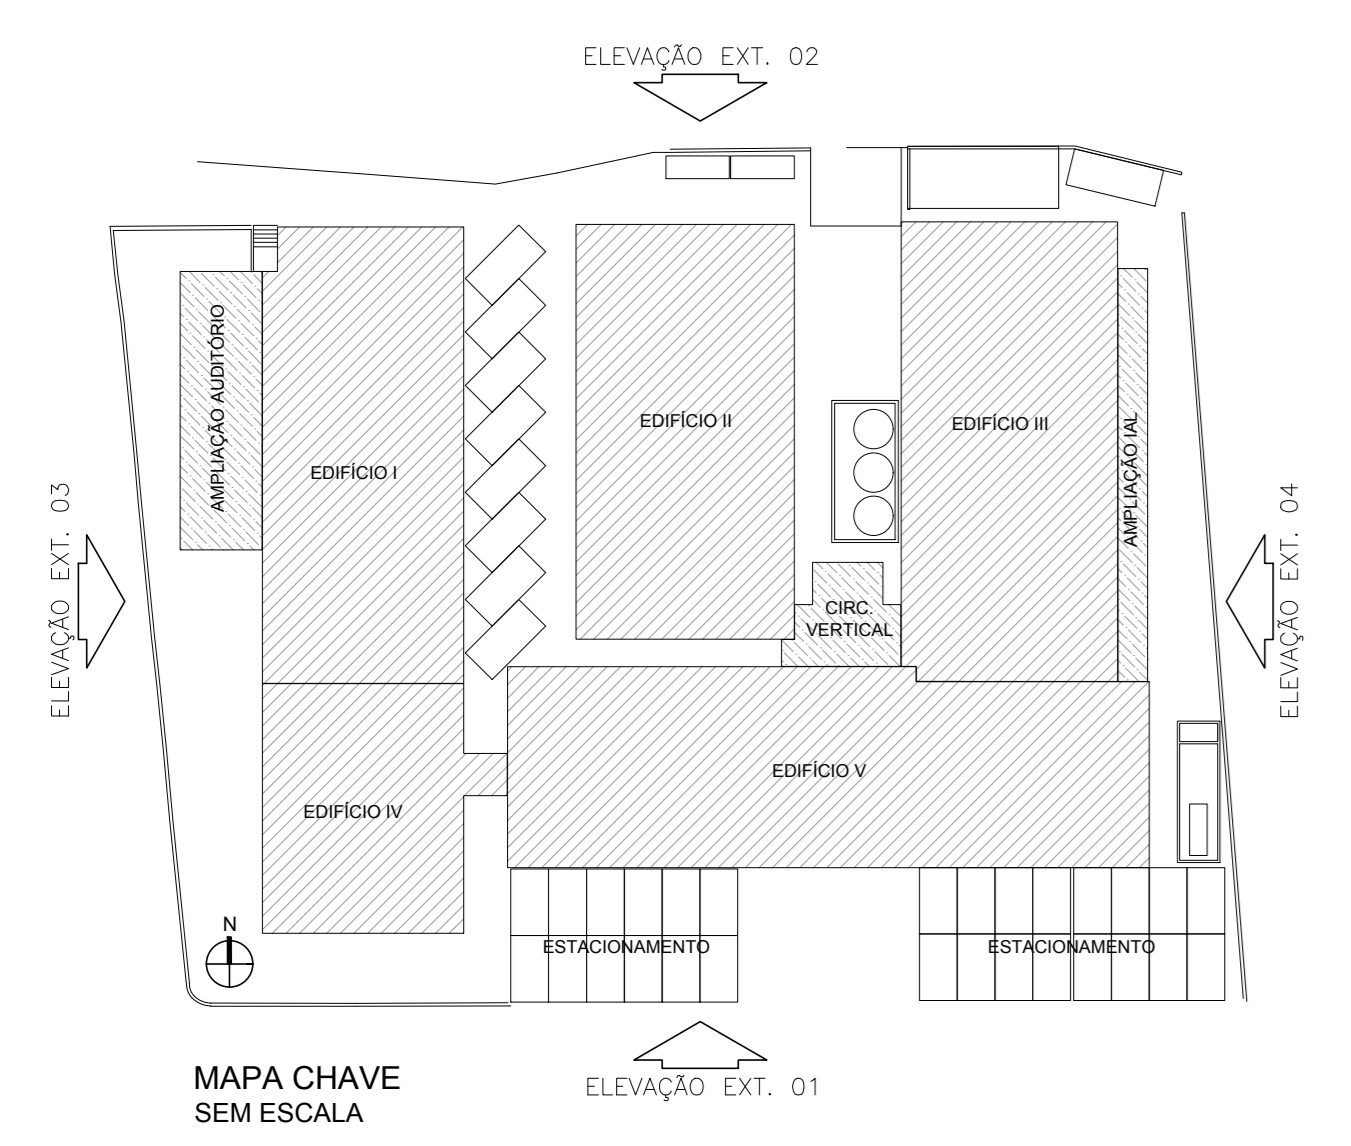 ELEVAÇÃO EXT. 02
AMPLIAÇÃO AUDITÓRIO
EDIFÍCIO I
EDIFÍCIO II
EDIFÍCIO III
AMPLIAÇÃO IAL
ELEVAÇÃO EXT. 03
ELEVAÇÃO EXT. 04
CIRC.
VERTICAL
EDIFÍCIO IV
EDIFÍCIO V
N
ESTACIONAMENTO
ESTACIONAMENTO
ELEVAÇÃO EXT. 01
MAPA CHAVE
SEM ESCALA